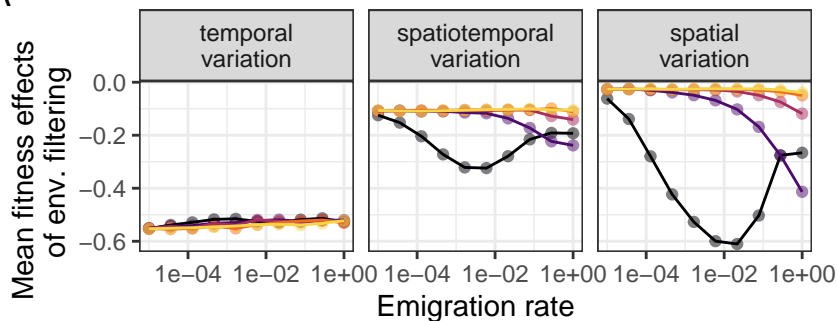 temporal variation
spatiotemporal variation
spatial variation
Mean fitness effects
of env. filtering
0.0
−0.2
−0.4
−0.6
1e−04 1e−02 1e+00
1e−04 1e−02 1e+00
1e−04 1e−02 1e+00
Emigration rate